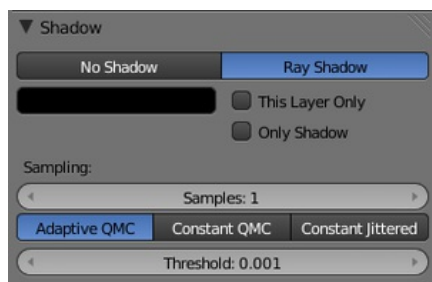 Shadow
No Shadow Ray Shadow
This Layer Only
Only Shadow
Sampling:
Samples: 1
Adaptive QMC Constant QMC Constant Jittered
Threshold: 0.001